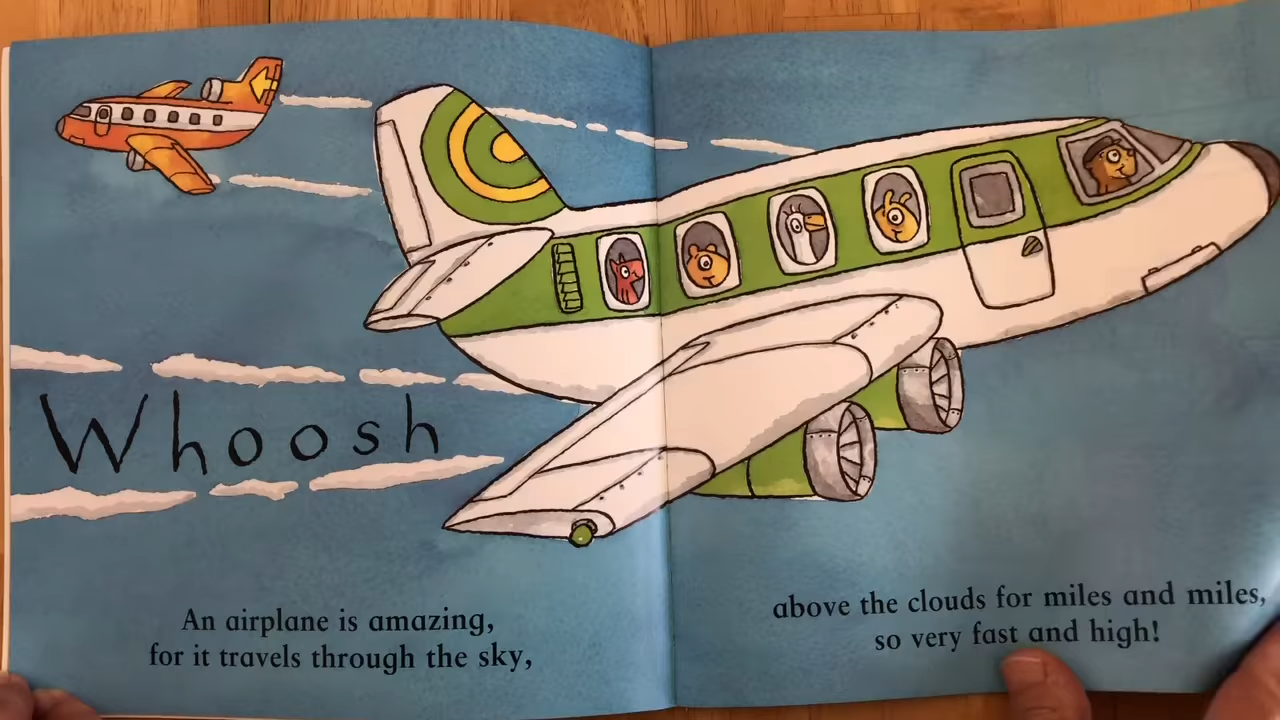 Whoosh
An airplane is amazing,
for it travels through the sky,
above the clouds for miles and miles,
so very fast and high!